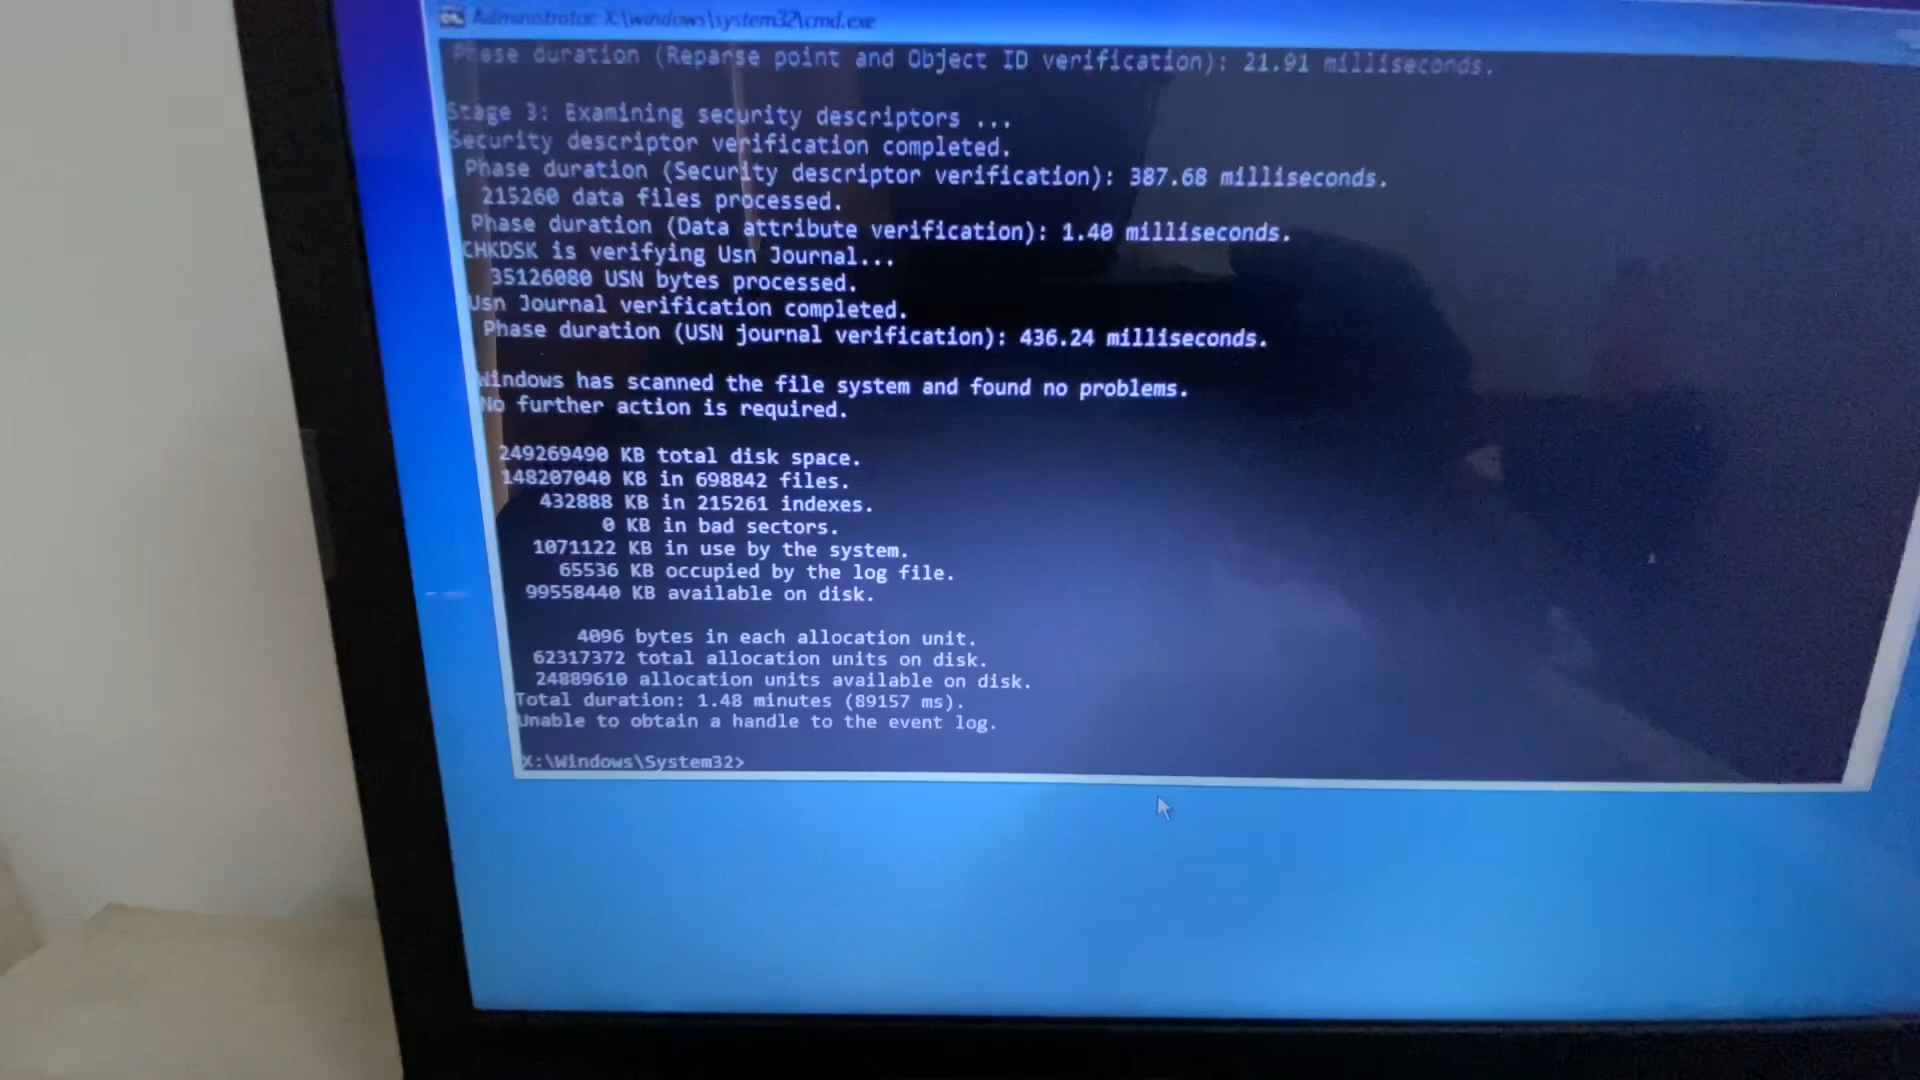 Administrator: X:\windows\system32\cmd.exe
Phase duration (Reparse point and Object ID verification): 21.91 milliseconds.
Stage 3: Examining security descriptors ...
Security descriptor verification completed.
Phase duration (Security descriptor verification): 387.68 milliseconds.
215260 data files processed.
Phase duration (Data attribute verification): 1.40 milliseconds.
CHKDSK is verifying Usn Journal...
35126080 USN bytes processed.
Usn Journal verification completed.
Phase duration (USN journal verification): 436.24 milliseconds.
Windows has scanned the file system and found no problems.
No further action is required.
249269490 KB total disk space.
148207040 KB in 698842 files.
432888 KB in 215261 indexes.
0 KB in bad sectors.
1071122 KB in use by the system.
65536 KB occupied by the log file.
99558440 KB available on disk.
4096 bytes in each allocation unit.
62317372 total allocation units on disk.
24889610 allocation units available on disk.
Total duration: 1.48 minutes (89157 ms).
Unable to obtain a handle to the event log.
X:\Windows\System32>